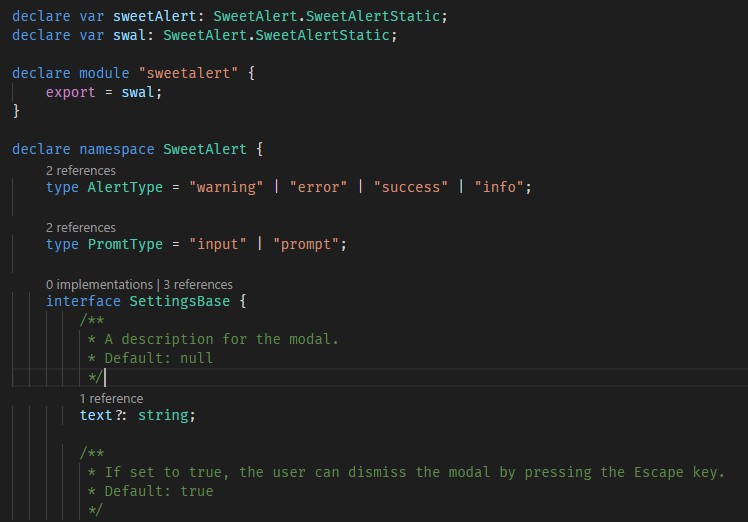 declare var sweetAlert: SweetAlert.SweetAlertStatic;
declare var swal: SweetAlert.SweetAlertStatic;
declare module "sweetalert" {
export = swal;
}
declare namespace SweetAlert {
2 references
type AlertType = "warning" | "error" | "success" | "info";
2 references
type PromtType = "input" | "prompt";
0 implementations | 3 references
interface SettingsBase {
/**
* A description for the modal.
* Default: null
*/
1 reference
text?: string;
/**
* If set to true, the user can dismiss the modal by pressing the Escape key.
* Default: true
*/